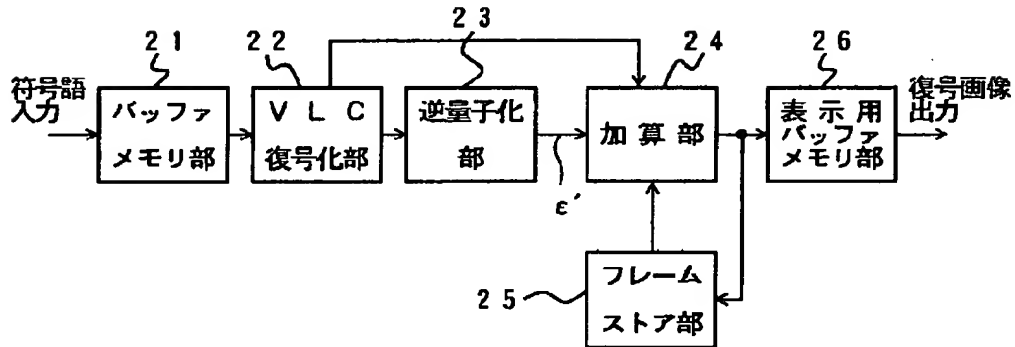 符号語
入力
21
バッファ
メモリ部
22
VLC
復号化部
23
逆量子化
部
ε'
24
加算部
25
フレーム
ストア部
26
表示用
バッファ
メモリ部
復号画像
出力